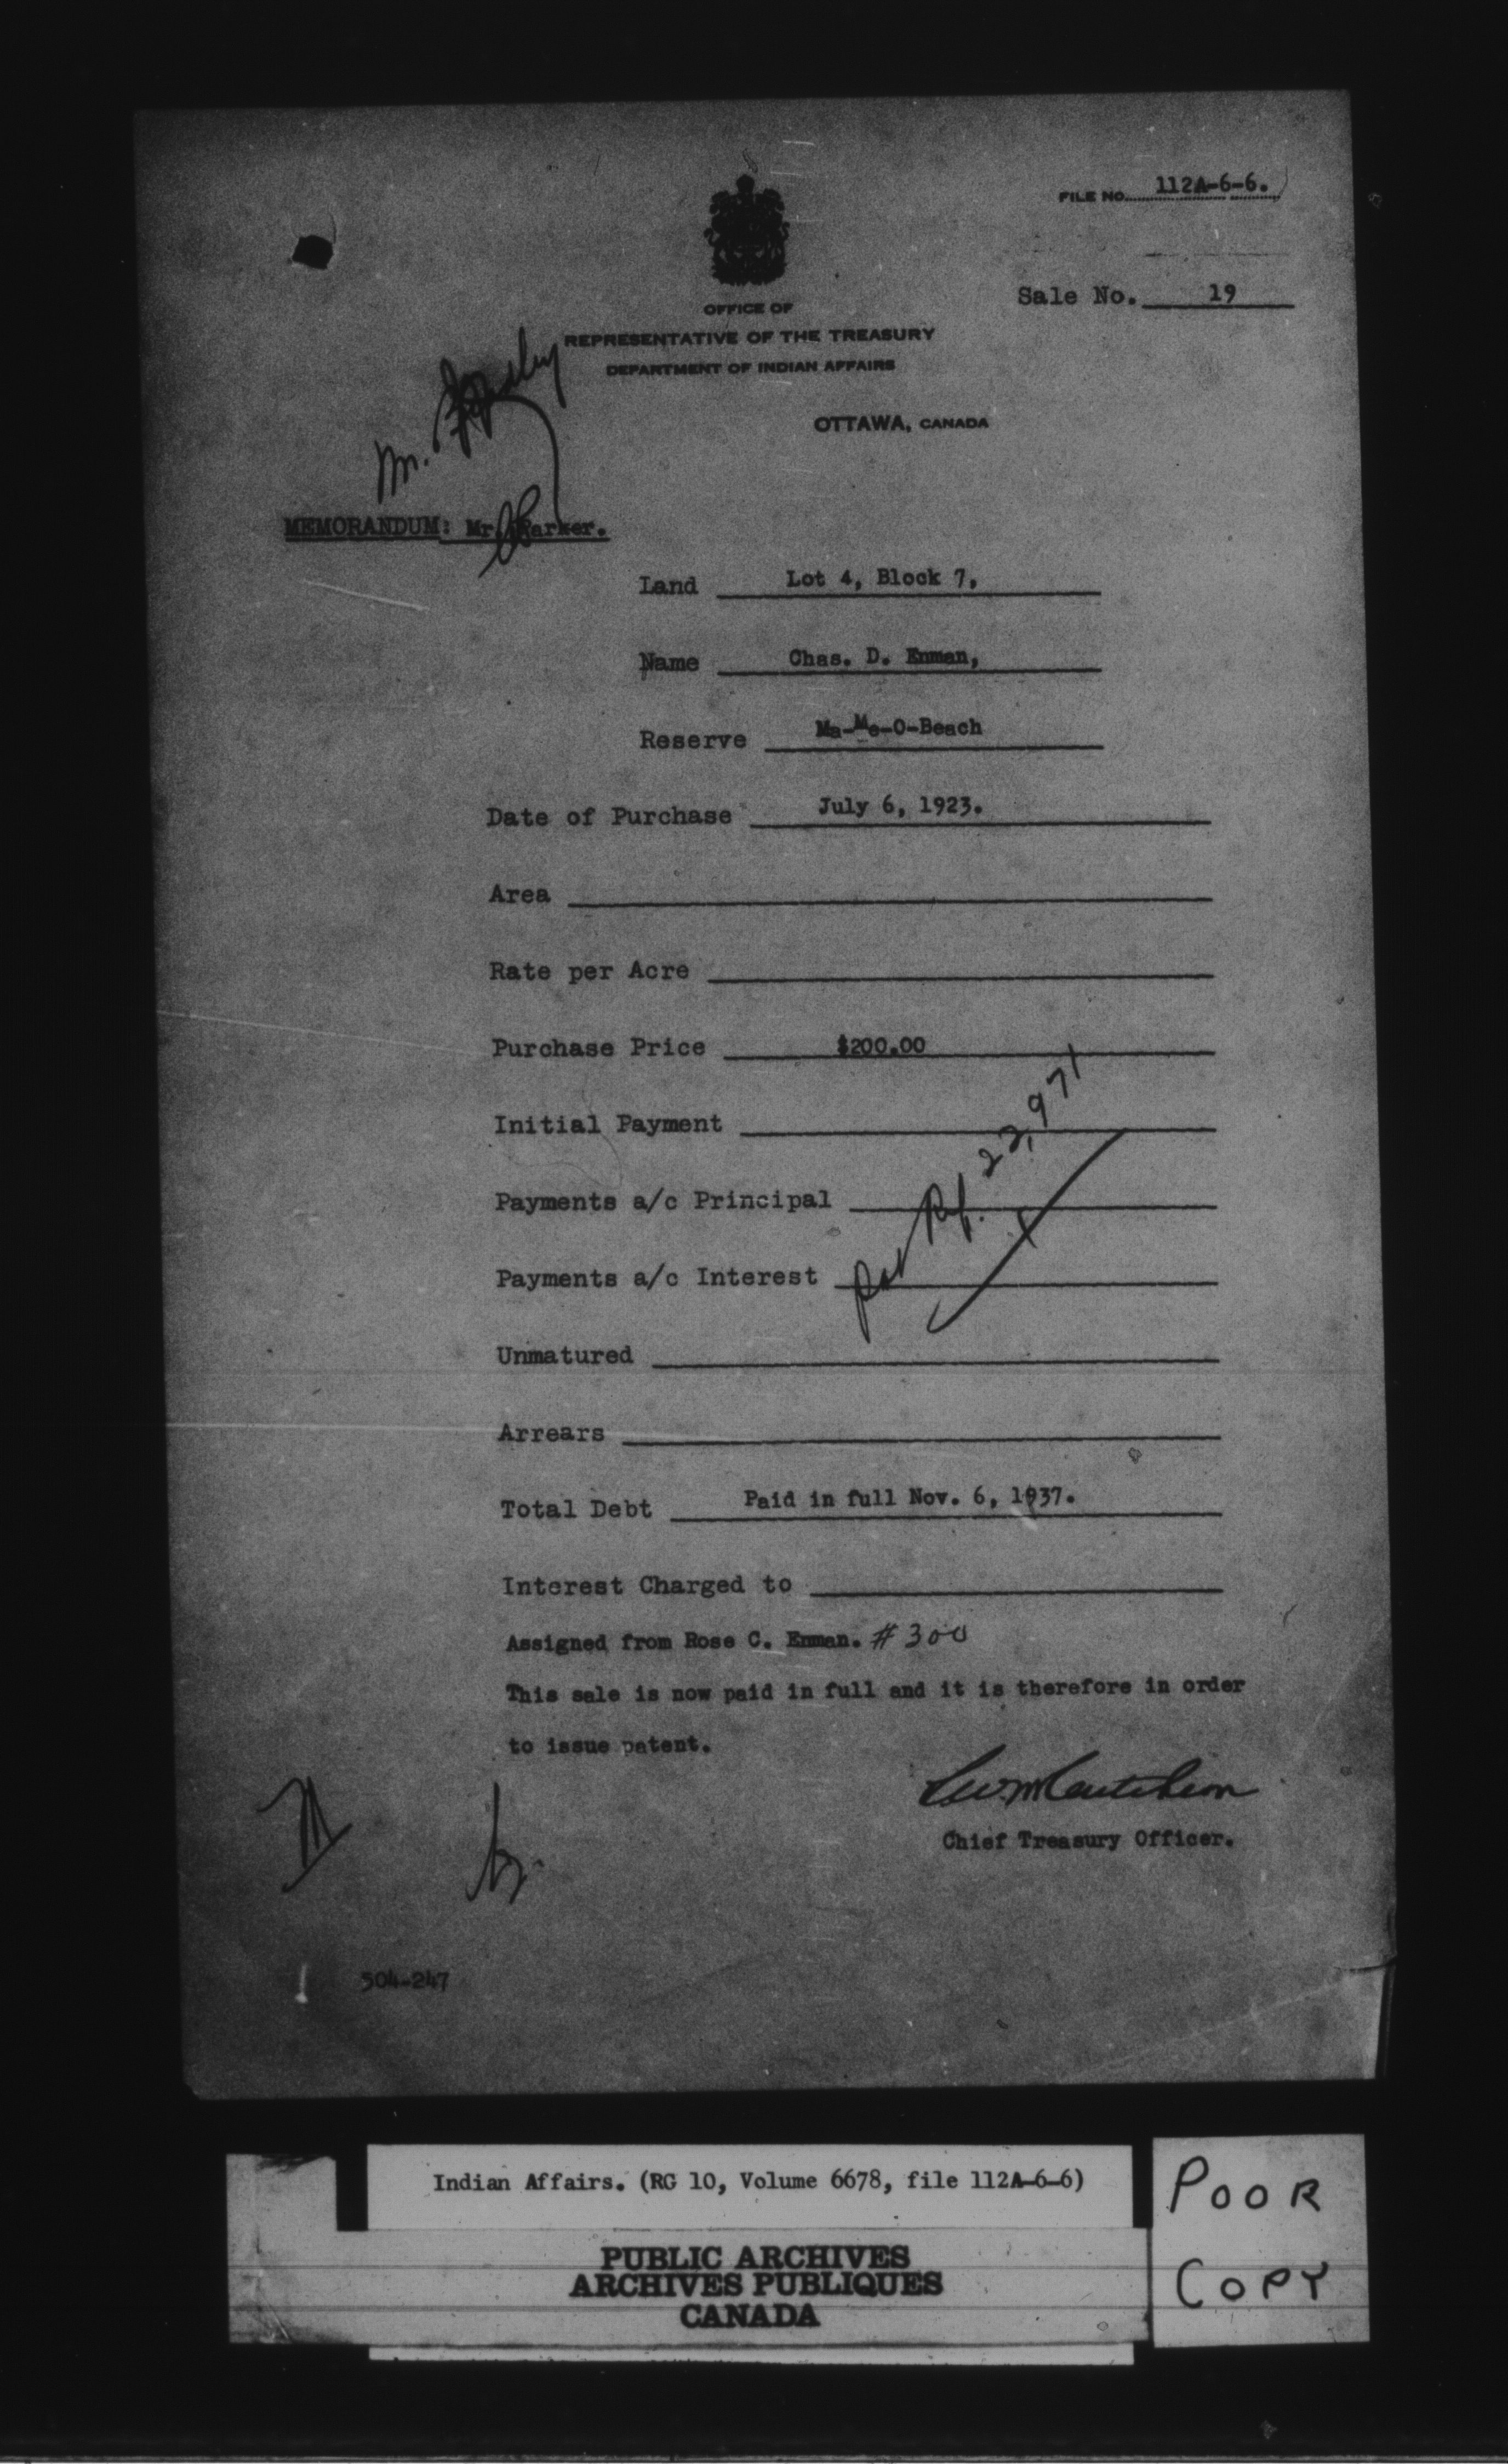 FILE NO. 112A-6-6.
Sale No. 19
OFFICE OF
REPRESENTATIVE OF THE TREASURY
DEPARTMENT OF INDIAN AFFAIRS
OTTAWA, CANADA
Mr.
MEMORANDUM: Mr. Parker.
Land Lot 4, Block 7,
Name Chas. D. Enman,
Reserve Ma-Me-O-Beach
Date of Purchase July 6, 1923.
Area
Rate per Acre
Purchase Price $200.00
Initial Payment
Payments a/c Principal
Payments a/c Interest
Pat Rf. 22,971
Unmatured
Arrears
Total Debt Paid in full Nov. 6, 1937.
Interest Charged to
Assigned from Rose C. Enman. #300
This sale is now paid in full and it is therefore in order
to issue patent.
Chief Treasury Officer.
504-247
Indian Affairs. (RG 10, Volume 6678, file 112A-6-6)
PUBLIC ARCHIVES
ARCHIVES PUBLIQUES
CANADA
POOR
COPY